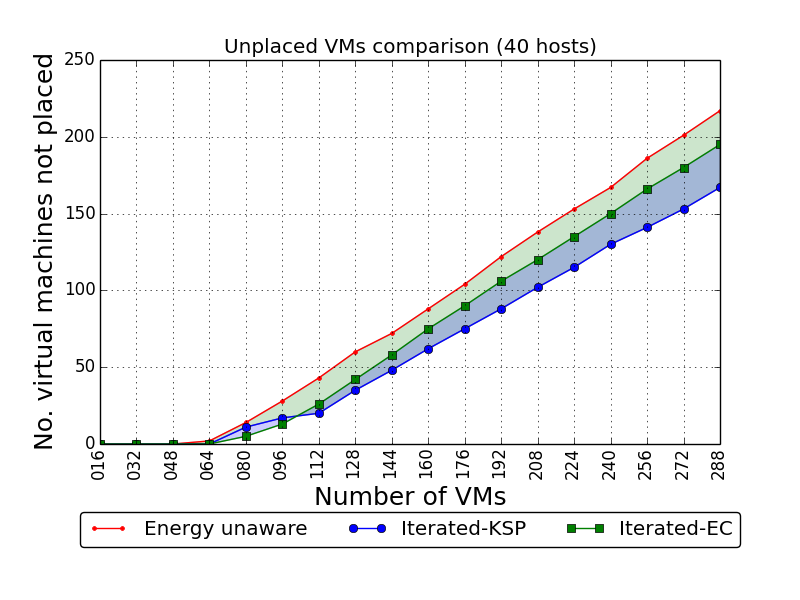 Unplaced VMs comparison (40 hosts)
No. virtual machines not placed
250
200
150
100
50
0
016 032 048 064 080 096 112 128 144 160 176 192 208 224 240 256 272 288
Number of VMs
Energy unaware Iterated-KSP Iterated-EC